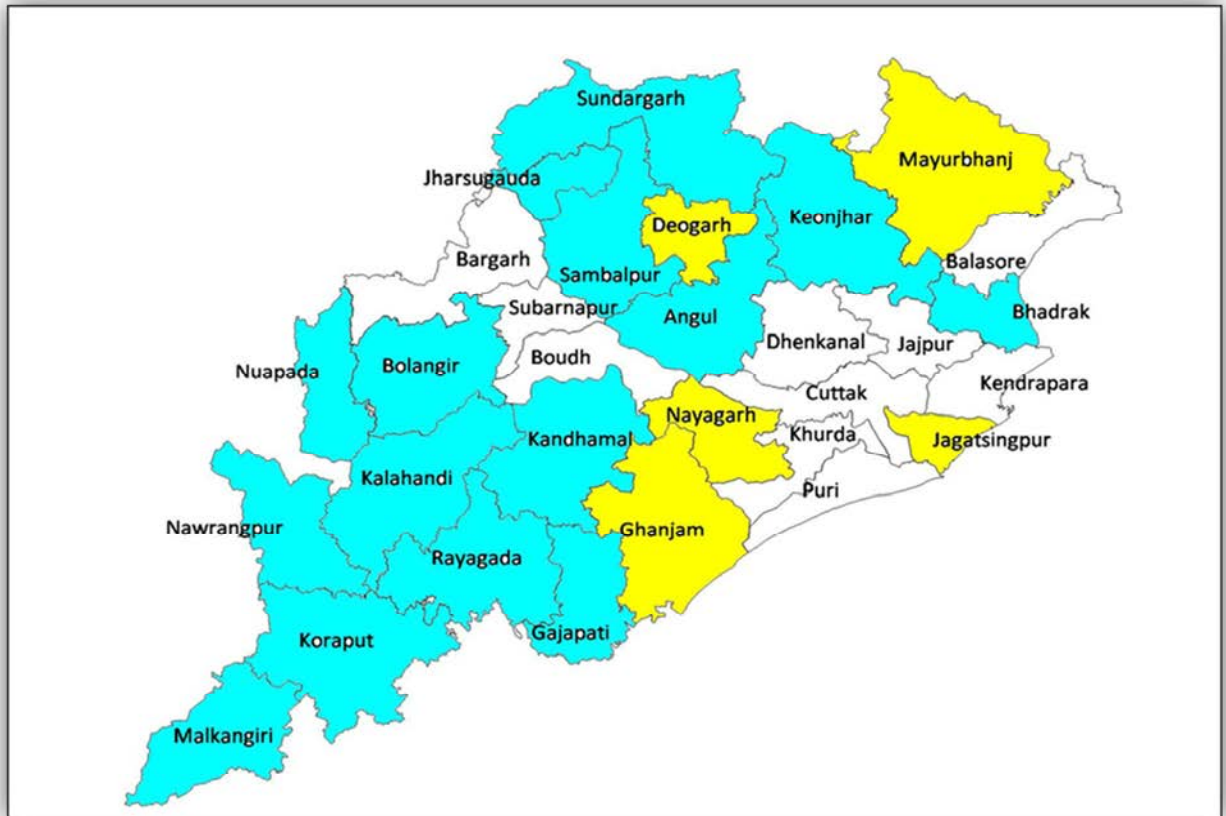 Sundargarh
Mayurbhanj
Jharsugauda
Keonjhar
Deogarh
Bargarh
Balasore
Sambalpur
Subarnapur
Angul
Bhadrak
Dhenkanal
Jajpur
Boudh
Bolangir
Nuapada
Kendrapara
Cuttak
Nayagarh
Khurda
Kandhamal
Jagatsingpur
Kalahandi
Puri
Nawrangpur
Ghanjam
Rayagada
Gajapati
Koraput
Malkangiri